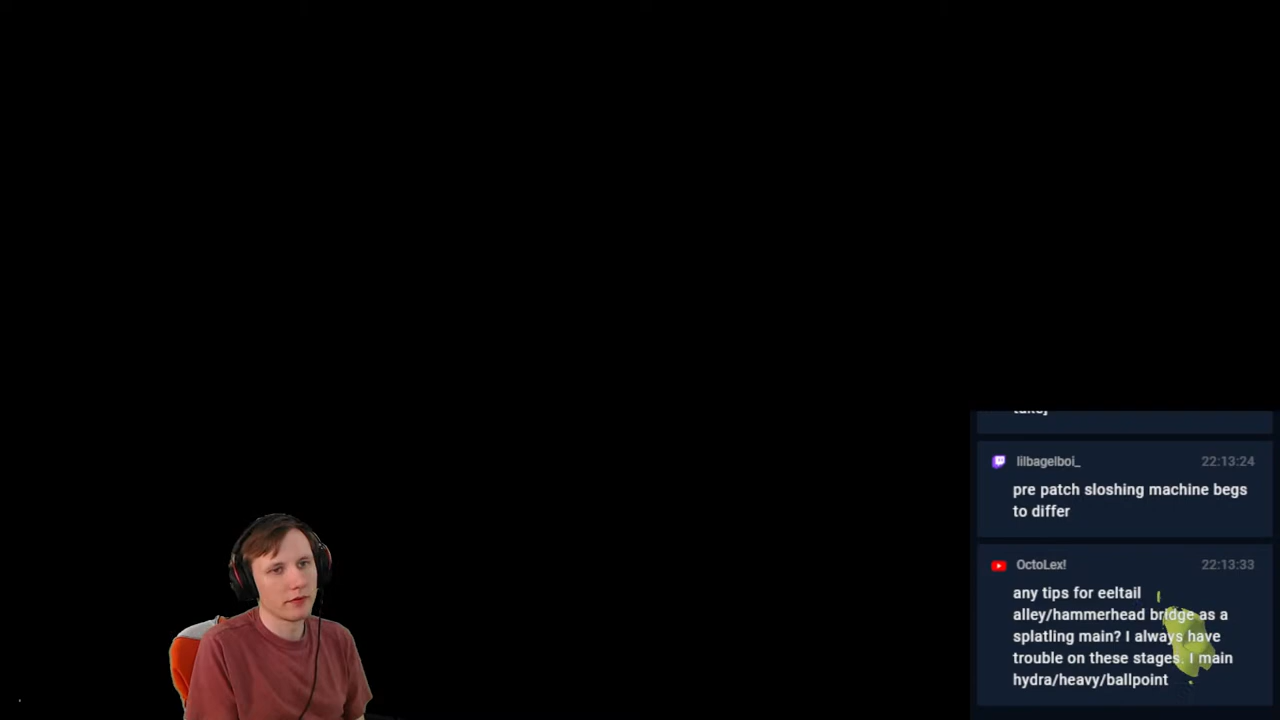 lilbagelboi_
22:13:24
pre patch sloshing machine begs
to differ
OctoLex!
22:13:33
any tips for eeltail
alley/hammerhead bridge as a
splatling main? I always have
trouble on these stages. I main
hydra/heavy/ballpoint